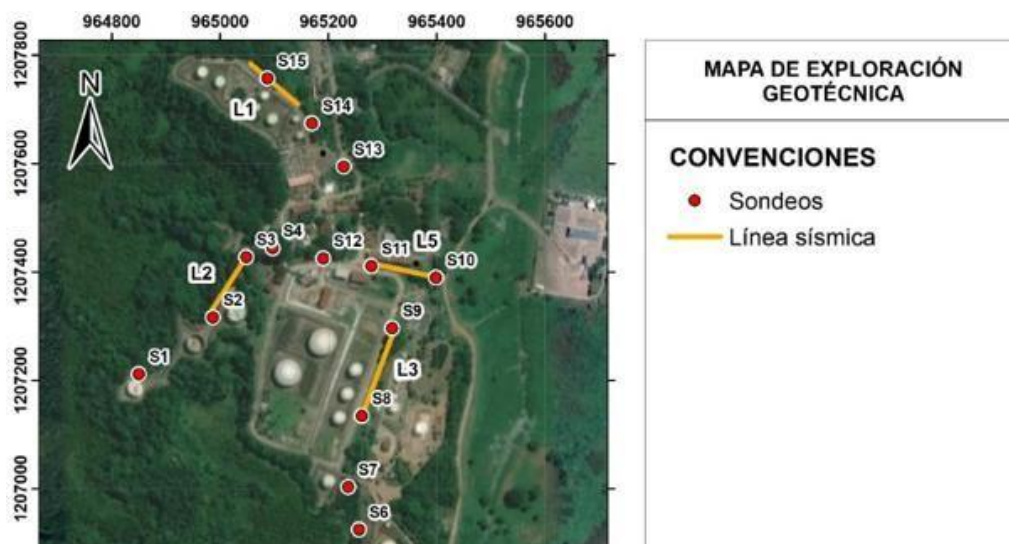 964800 965000 965200 965400 965600
1207800
1207600
1207400
1207200
1207000
N
S15
L1
S14
S13
S3
S4
S12
S11
L5
S10
L2
S2
S9
S1
L3
S8
S7
S6
MAPA DE EXPLORACIÓN
GEOTÉCNICA
CONVENCIONES
Sondeos
Línea sísmica